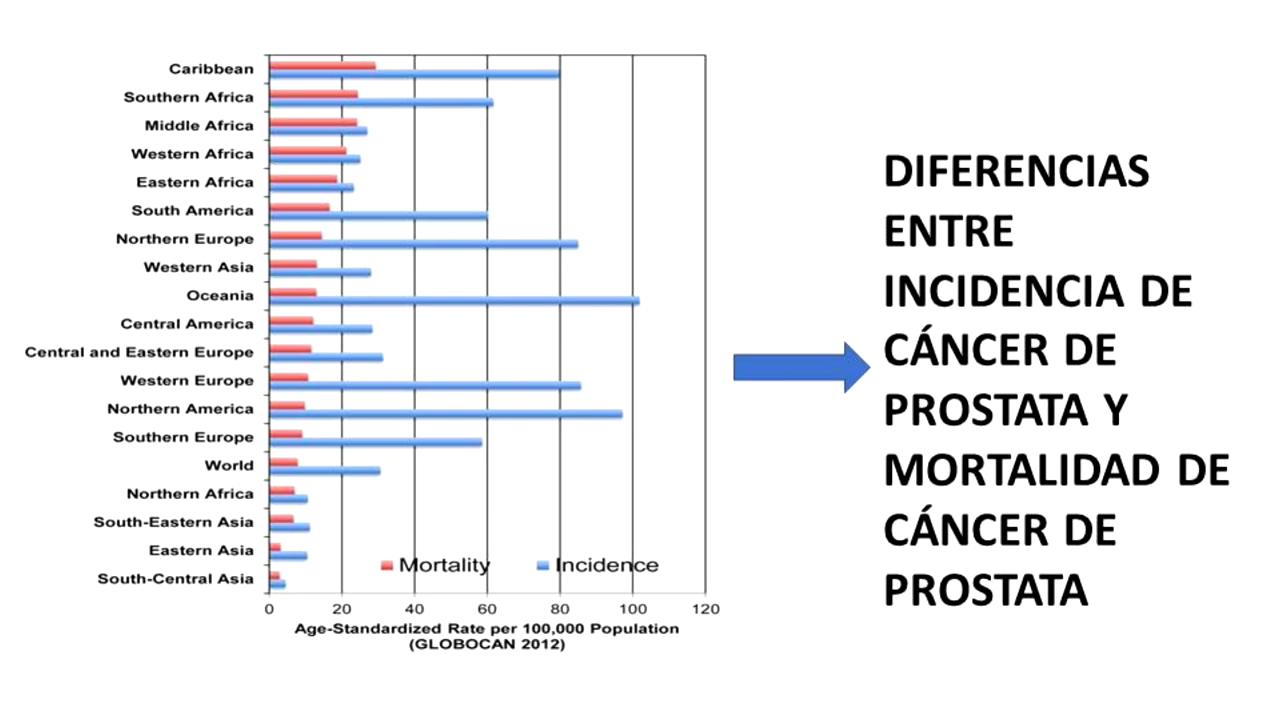 Caribbean
Southern Africa
Middle Africa
Western Africa
Eastern Africa
South America
Northern Europe
Western Asia
Oceania
Central America
Central and Eastern Europe
Western Europe
Northern America
Southern Europe
World
Northern Africa
South-Eastern Asia
Eastern Asia
South-Central Asia
Mortality Incidence
0 20 40 60 80 100 120
Age-Standardized Rate per 100,000 Population
(GLOBOCAN 2012)
DIFERENCIAS
ENTRE
INCIDENCIA DE
CÁNCER DE
PROSTATA Y
MORTALIDAD DE
CÁNCER DE
PROSTATA